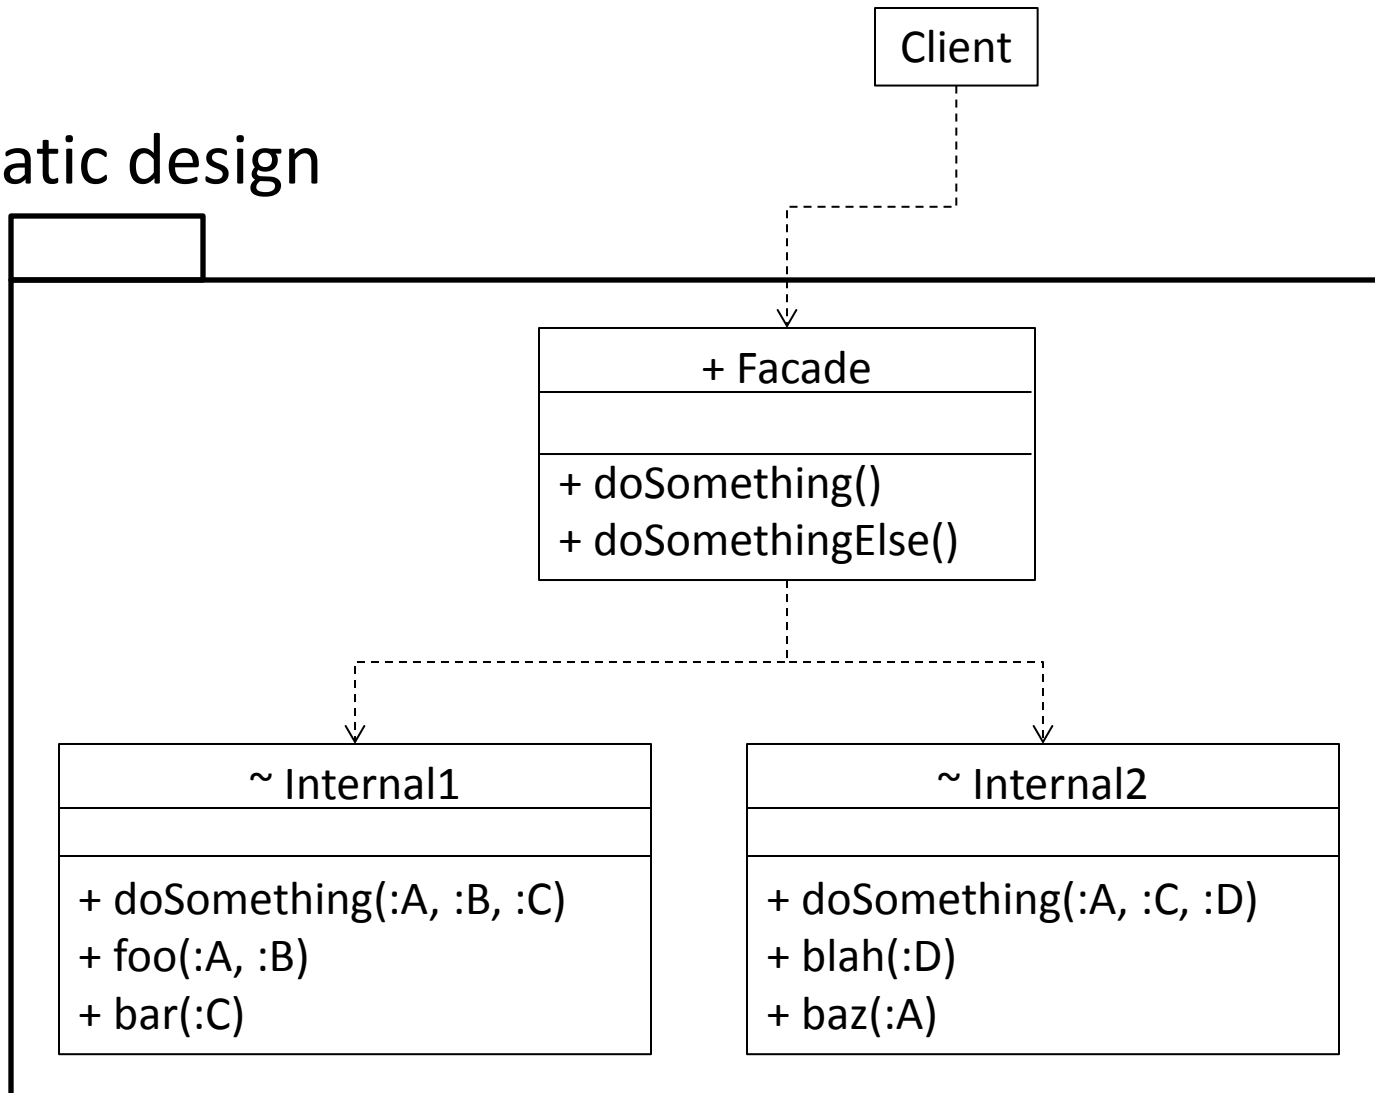 Client
atic design
+ Facade
+ doSomething()
+ doSomethingElse()
~ Internal1
+ doSomething(:A, :B, :C)
+ foo(:A, :B)
+ bar(:C)
~ Internal2
+ doSomething(:A, :C, :D)
+ blah(:D)
+ baz(:A)